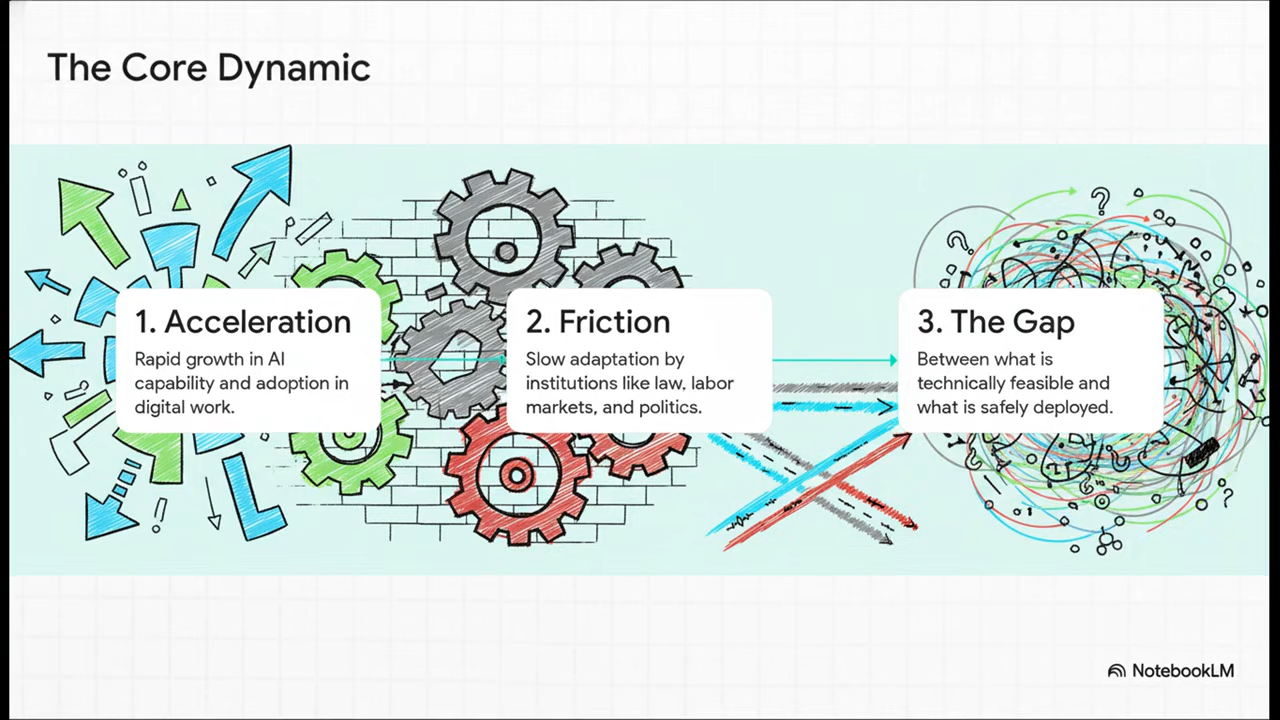 The Core Dynamic
1. Acceleration
Rapid growth in AI
capability and adoption in
digital work.
2. Friction
Slow adaptation by
institutions like law, labor
markets, and politics.
3. The Gap
Between what is
technically feasible and
what is safely deployed.
NotebookLM